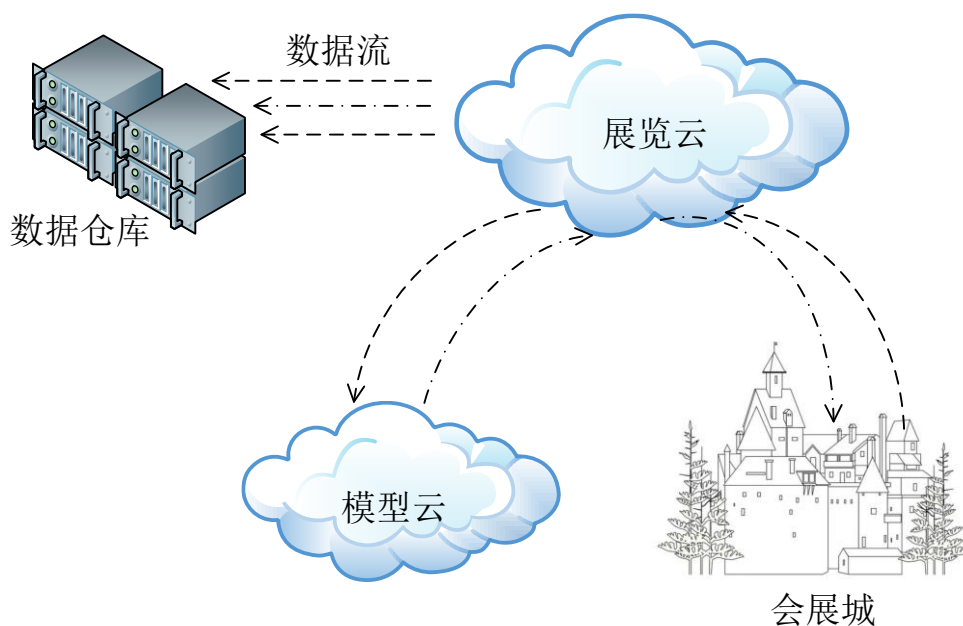 数据流
展览云
数据仓库
模型云
会展城